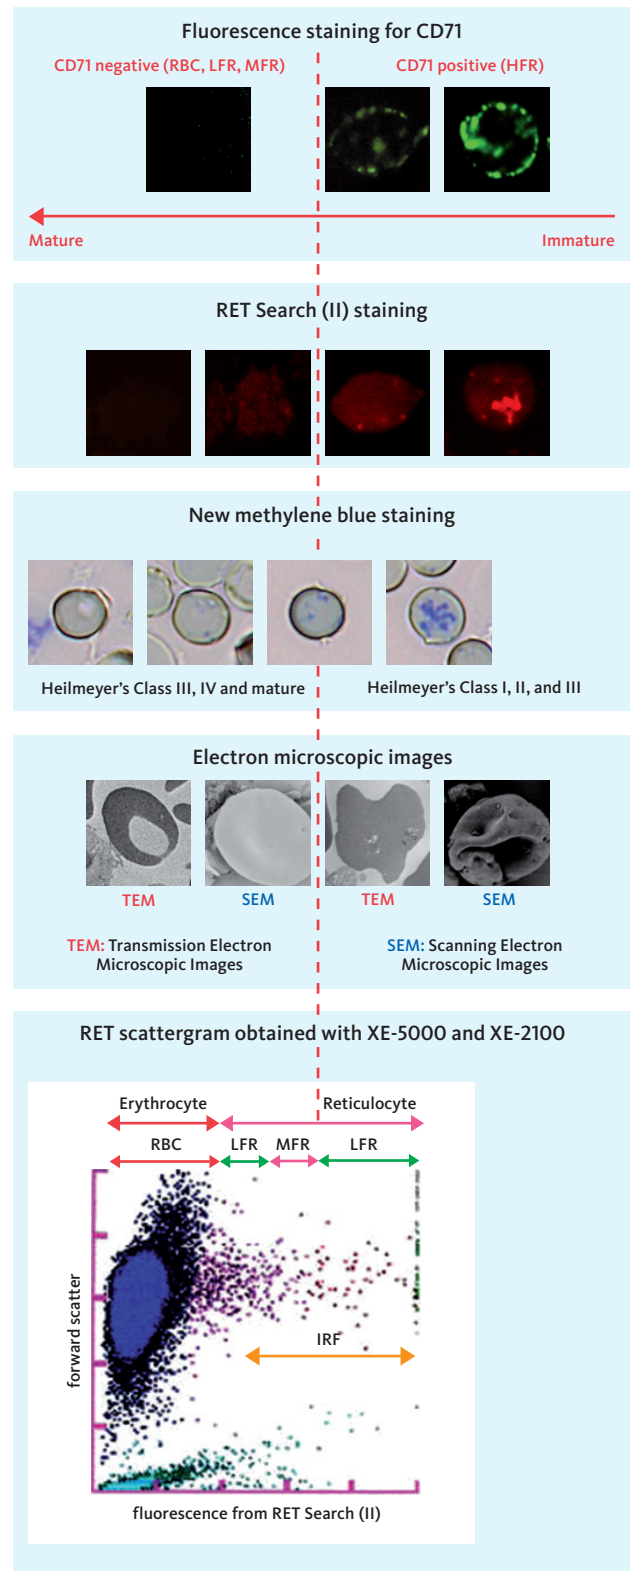 Fluorescence staining for CD71
CD71 negative (RBC, LFR, MFR)
CD71 positive (HFR)
Mature
Immature
RET Search (II) staining
New methylene blue staining
Heilmeyer's Class III, IV and mature
Heilmeyer's Class I, II, and III
Electron microscopic images
TEM
SEM
TEM
SEM
TEM: Transmission Electron
Microscopic Images
SEM: Scanning Electron
Microscopic Images
RET scattergram obtained with XE-5000 and XE-2100
Erythrocyte
Reticulocyte
RBC
LFR
MFR
LFR
forward scatter
IRF
fluorescence from RET Search (II)